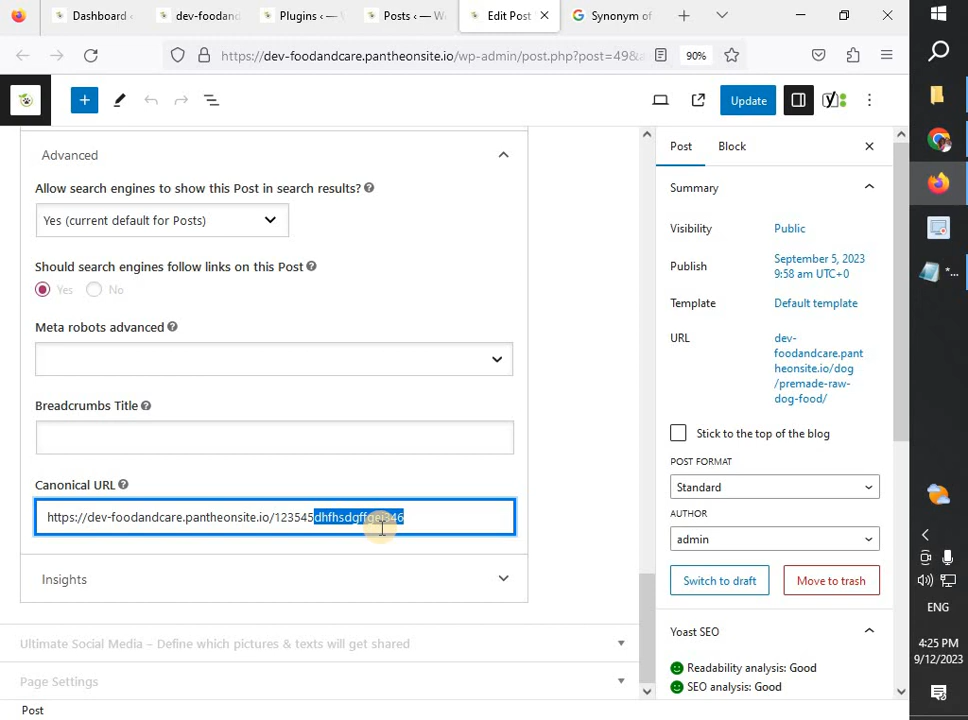 Dashboard
dev-foodand
Plugins ‹ —
Posts ‹ — W
Edit Post
Synonym of
https://dev-foodandcare.pantheonsite.io/wp-admin/post.php?post=49&a
90%
Update
Advanced
Allow search engines to show this Post in search results?
Yes (current default for Posts)
Should search engines follow links on this Post
Yes
No
Meta robots advanced
Breadcrumbs Title
Canonical URL
https://dev-foodandcare.pantheonsite.io/123545dhfhsdgffgei346
Insights
Ultimate Social Media – Define which pictures & texts will get shared
Page Settings
Post
Post
Block
Summary
Visibility
Public
Publish
September 5, 2023
9:58 am UTC+0
Template
Default template
URL
dev-
foodandcare.pant
heonsite.io/dog
/premade-raw-
dog-food/
Stick to the top of the blog
POST FORMAT
Standard
AUTHOR
admin
Switch to draft
Move to trash
Yoast SEO
Readability analysis: Good
SEO analysis: Good
ENG
4:25 PM
9/12/2023